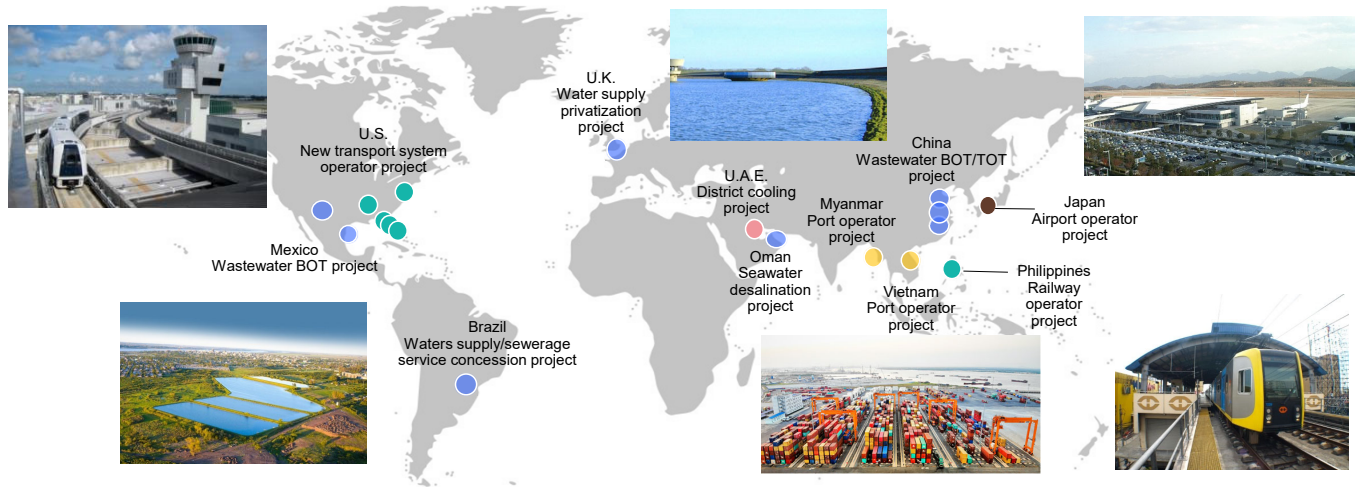 U.S.
New transport system
operator project
Mexico
Wastewater BOT project
Brazil
Waters supply/sewerage
service concession project
U.K.
Water supply
privatization
project
U.A.E.
District cooling
project
Oman
Seawater
desalination
project
Myanmar
Port operator
project
China
Wastewater BOT/TOT
project
Vietnam
Port operator
project
Japan
Airport operator
project
Philippines
Railway
operator
project